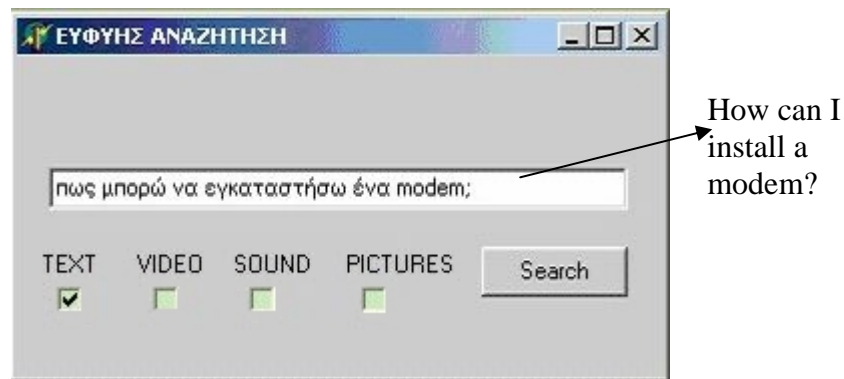 ΕΥΦΥΗΣ ΑΝΑΖΗΤΗΣΗ
πως μπορώ να εγκαταστήσω ένα modem;
How can I
install a
modem?
TEXT VIDEO SOUND PICTURES
Search